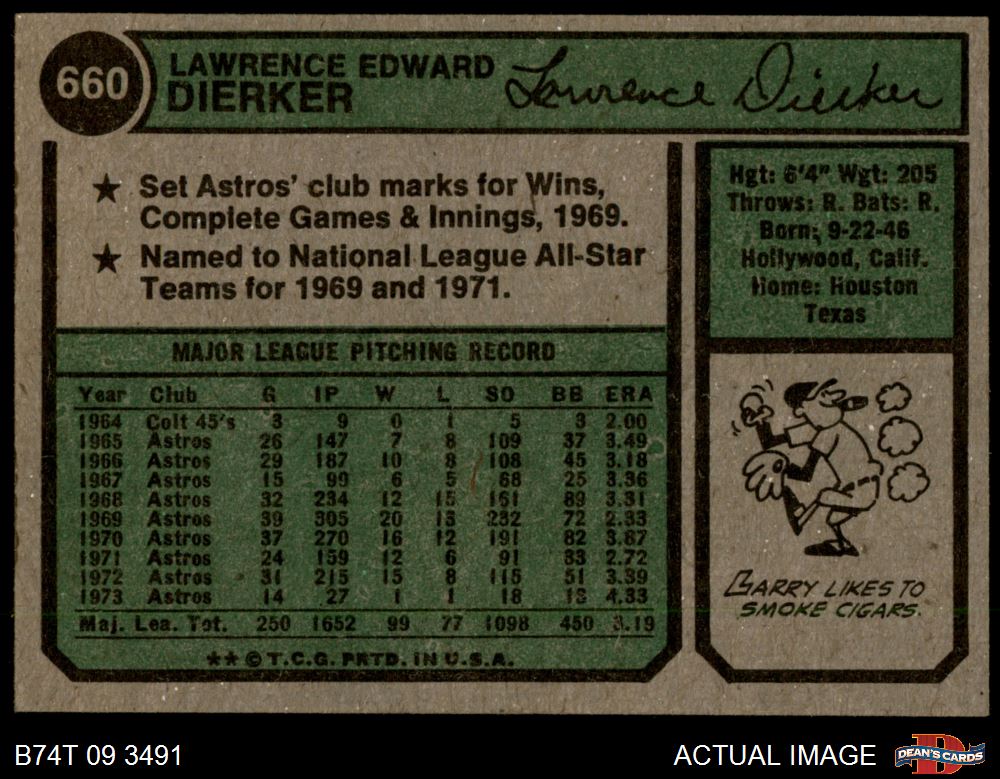 660
LAWRENCE EDWARD
DIERKER
Lawrence Dierker
★ Set Astros' club marks for Wins,
Complete Games & Innings, 1969.
★ Named to National League All-Star
Teams for 1969 and 1971.
Hgt: 6'4" Wgt: 205
Throws: R. Bats: R.
Born: 9-22-46
Hollywood, Calif.
Home: Houston
Texas
MAJOR LEAGUE PITCHING RECORD
Year Club G IP W L SO BB ERA
1964 Colt 45's 3 9 0 1 5 3 2.00
1965 Astros 26 147 7 8 109 37 3.49
1966 Astros 29 187 10 8 108 45 3.18
1967 Astros 15 99 6 5 68 25 3.36
1968 Astros 32 234 12 15 161 89 3.31
1969 Astros 39 305 20 13 232 72 2.33
1970 Astros 37 270 16 12 191 82 3.87
1971 Astros 24 159 12 6 91 33 2.72
1972 Astros 31 215 15 8 115 51 3.39
1973 Astros 14 27 1 1 18 13 4.33
Maj. Lea. Tot. 250 1652 99 77 1098 450 3.19
** © T.C.G. PRTD. IN U.S.A.
BARRY LIKES TO
SMOKE CIGARS.
B74T 09 3491
ACTUAL IMAGE
D
DEAN'S CARDS